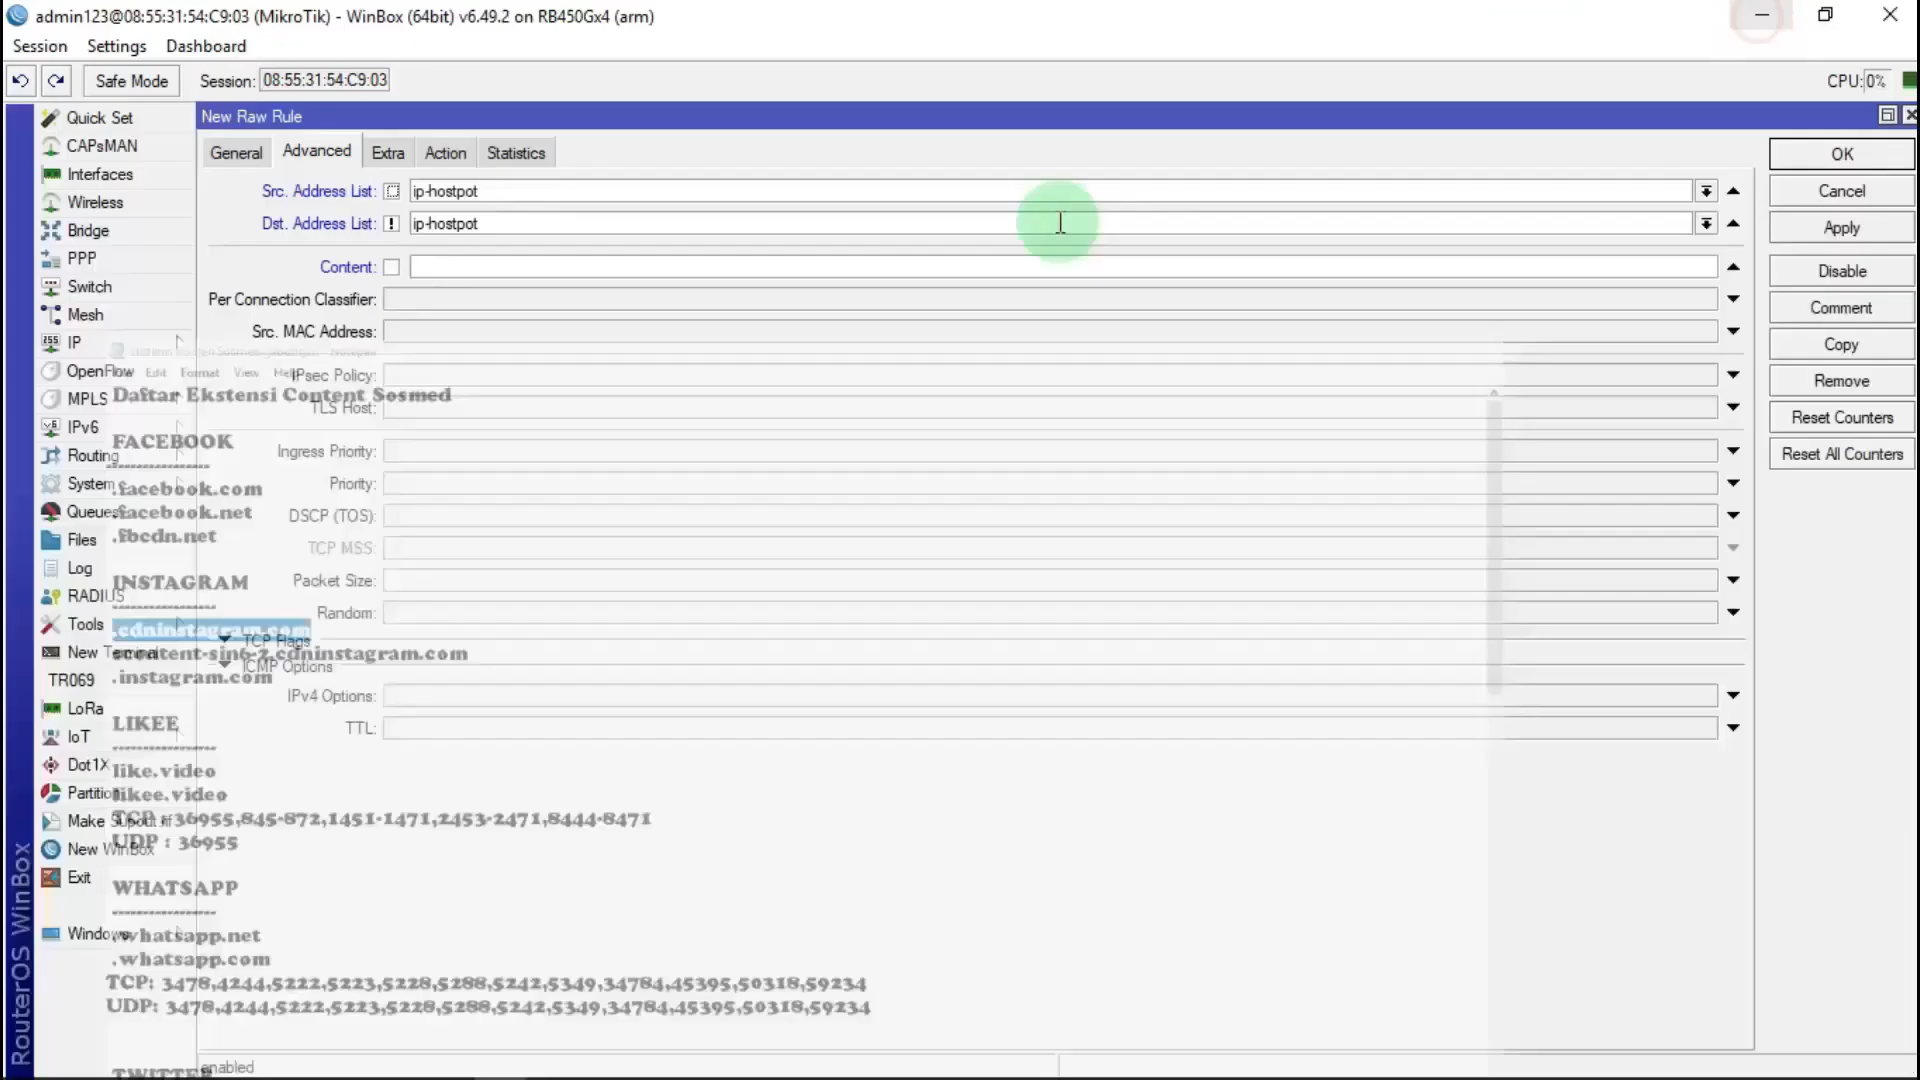 admin123@08:55:31:54:C9:03 (MikroTik) - WinBox (64bit) v6.49.2 on RB450Gx4 (arm)
Session Settings Dashboard
Safe Mode Session: 08:55:31:54:C9:03 CPU: 0%
New Raw Rule
General Advanced Extra Action Statistics
Src. Address List: ip-hostpot
Dst. Address List: ! ip-hostpot
Content:
Per Connection Classifier:
Src. MAC Address:
IPsec Policy:
TLS Host:
Ingress Priority:
Priority:
DSCP (TOS):
TCP MSS:
Packet Size:
Random:
TCP Flags
ICMP Options
IPv4 Options:
TTL:
enabled
OK
Cancel
Apply
Disable
Comment
Copy
Remove
Reset Counters
Reset All Counters
Quick Set
CAPsMAN
Interfaces
Wireless
Bridge
PPP
Switch
Mesh
IP
OpenFlow
MPLS
IPv6
Routing
System
Queues
Files
Log
RADIUS
Tools
New Terminal
TR069
LoRa
IoT
Dot1X
Partition
Make Supout.rif
New WinBox
Exit
Windows
RouterOS WinBox
Edit Format View Help
Daftar Ekstensi Content Sosmed
FACEBOOK
-----------------
.facebook.com
.facebook.net
.fbcdn.net
INSTAGRAM
------------------
.cdninstagram.com
scontent-sin6-2.cdninstagram.com
.instagram.com
LIKEE
------------------
like.video
likee.video
TCP : 36955,845-872,1451-1471,2453-2471,8444-8471
UDP : 36955
WHATSAPP
------------------
.whatsapp.net
.whatsapp.com
TCP: 3478,4244,5222,5223,5228,5288,5242,5349,34784,45395,50318,59234
UDP: 3478,4244,5222,5223,5228,5288,5242,5349,34784,45395,50318,59234
TWITTER